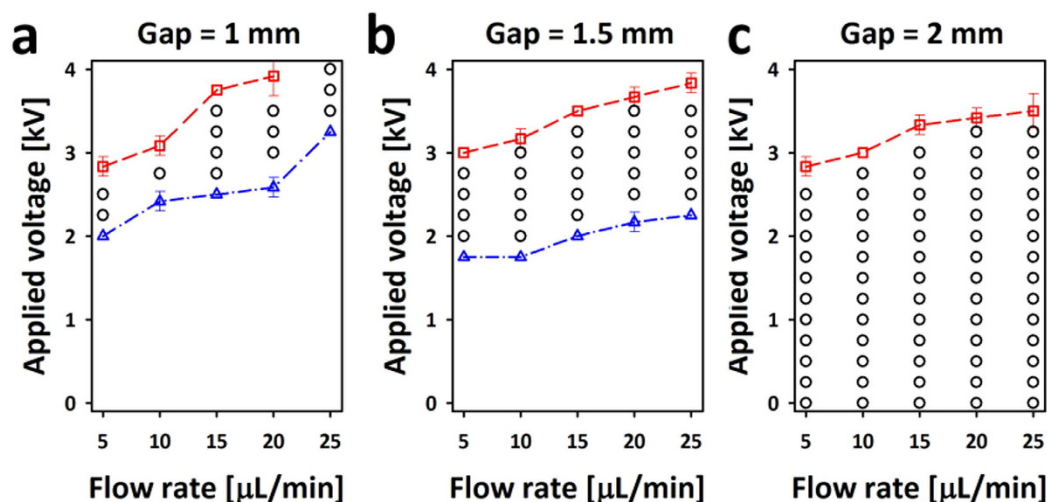 a Gap = 1 mm
b Gap = 1.5 mm
c Gap = 2 mm
Applied voltage [kV]
4
3
2
1
0
5 10 15 20 25
Flow rate [μL/min]
Applied voltage [kV]
4
3
2
1
0
5 10 15 20 25
Flow rate [μL/min]
Applied voltage [kV]
4
3
2
1
0
5 10 15 20 25
Flow rate [μL/min]